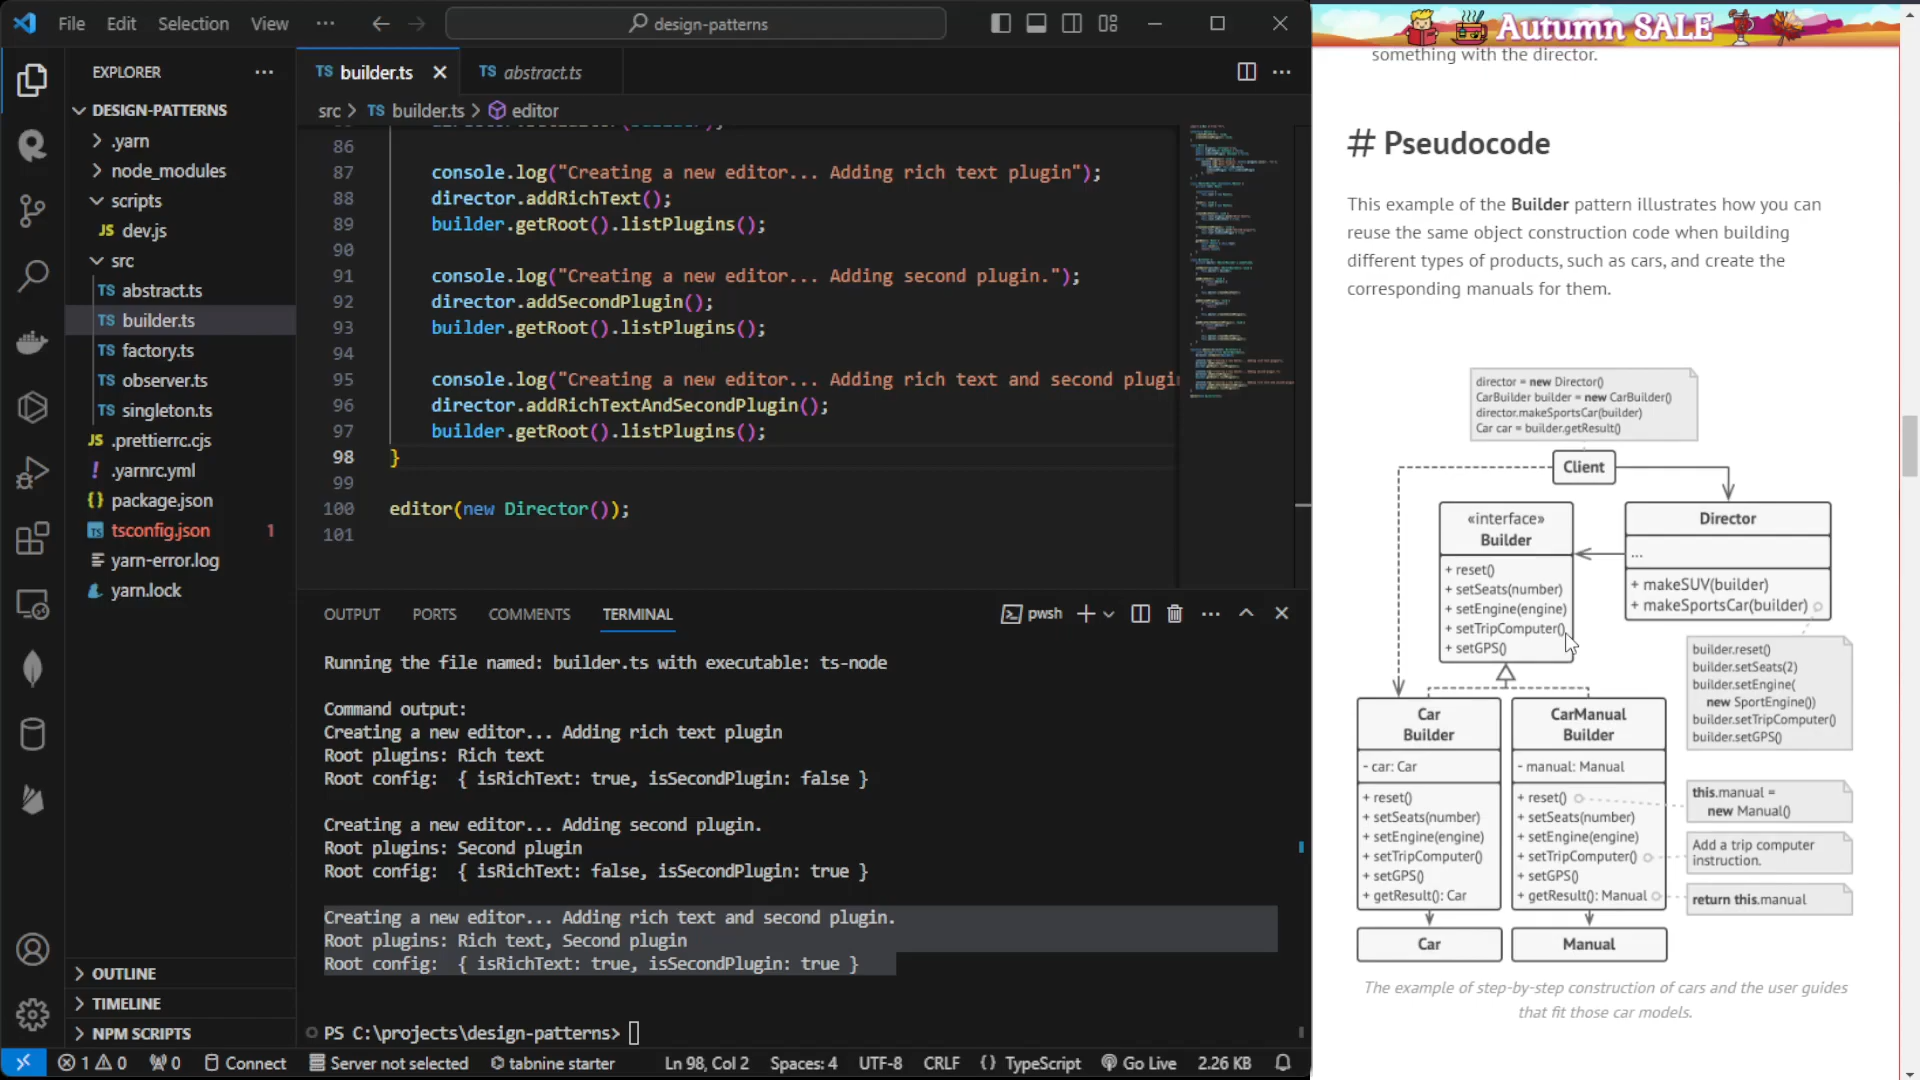 File Edit Selection View ··· design-patterns
EXPLORER ···
DESIGN-PATTERNS
.yarn
node_modules
scripts
JS dev.js
src
TS abstract.ts
TS builder.ts
TS factory.ts
TS observer.ts
TS singleton.ts
JS .prettierrc.cjs
! .yarnrc.yml
{} package.json
TS tsconfig.json 1
yarn-error.log
yarn.lock
OUTLINE
TIMELINE
NPM SCRIPTS
TS builder.ts TS abstract.ts ···
src > TS builder.ts > editor
86
87 console.log("Creating a new editor... Adding rich text plugin");
88 director.addRichText();
89 builder.getRoot().listPlugins();
90
91 console.log("Creating a new editor... Adding second plugin.");
92 director.addSecondPlugin();
93 builder.getRoot().listPlugins();
94
95 console.log("Creating a new editor... Adding rich text and second plugi
96 director.addRichTextAndSecondPlugin();
97 builder.getRoot().listPlugins();
98 }
99
100 editor(new Director());
101
OUTPUT PORTS COMMENTS TERMINAL pwsh
Running the file named: builder.ts with executable: ts-node
Command output:
Creating a new editor... Adding rich text plugin
Root plugins: Rich text
Root config: { isRichText: true, isSecondPlugin: false }
Creating a new editor... Adding second plugin.
Root plugins: Second plugin
Root config: { isRichText: false, isSecondPlugin: true }
Creating a new editor... Adding rich text and second plugin.
Root plugins: Rich text, Second plugin
Root config: { isRichText: true, isSecondPlugin: true }
PS C:\projects\design-patterns>
1 0 0 Connect Server not selected tabnine starter Ln 98, Col 2 Spaces: 4 UTF-8 CRLF {} TypeScript Go Live 2.26 KB
Autumn SALE
something with the director.
# Pseudocode
This example of the Builder pattern illustrates how you can
reuse the same object construction code when building
different types of products, such as cars, and create the
corresponding manuals for them.
director = new Director()
CarBuilder builder = new CarBuilder()
director.makeSportsCar(builder)
Car car = builder.getResult()
Client
«interface»
Builder
+ reset()
+ setSeats(number)
+ setEngine(engine)
+ setTripComputer()
+ setGPS()
Director
...
+ makeSUV(builder)
+ makeSportsCar(builder)
builder.reset()
builder.setSeats(2)
builder.setEngine(
new SportEngine())
builder.setTripComputer()
builder.setGPS()
Car
Builder
- car: Car
+ reset()
+ setSeats(number)
+ setEngine(engine)
+ setTripComputer()
+ setGPS()
+ getResult(): Car
Car
CarManual
Builder
- manual: Manual
+ reset()
+ setSeats(number)
+ setEngine(engine)
+ setTripComputer()
+ setGPS()
+ getResult(): Manual
Manual
this.manual =
new Manual()
Add a trip computer
instruction.
return this.manual
The example of step-by-step construction of cars and the user guides
that fit those car models.